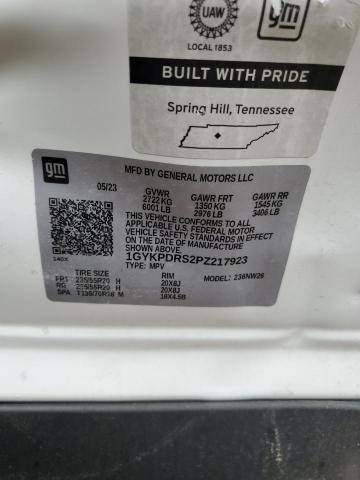 UAW
gm
LOCAL 1853
BUILT WITH PRIDE
Spring Hill, Tennessee
gm
MFD BY GENERAL MOTORS LLC
05/23 GVWR GAWR FRT GAWR RR
2722 KG 1350 KG 1545 KG
6001 LB 2976 LB 3406 LB
THIS VEHICLE CONFORMS TO ALL
APPLICABLE U.S. FEDERAL MOTOR
VEHICLE SAFETY STANDARDS IN
EFFECT ON THE DATE OF MANUFACTURE
SHOWN ABOVE.
1GYKPDRS2PZ217923
TYPE: MPV 236NW26
140X
TIRE SIZE RIM
FRT 235/55R20 H 20X8J
RR 235/55R20 H 20X8J
SPA T135/70R18 M 18X4.5B